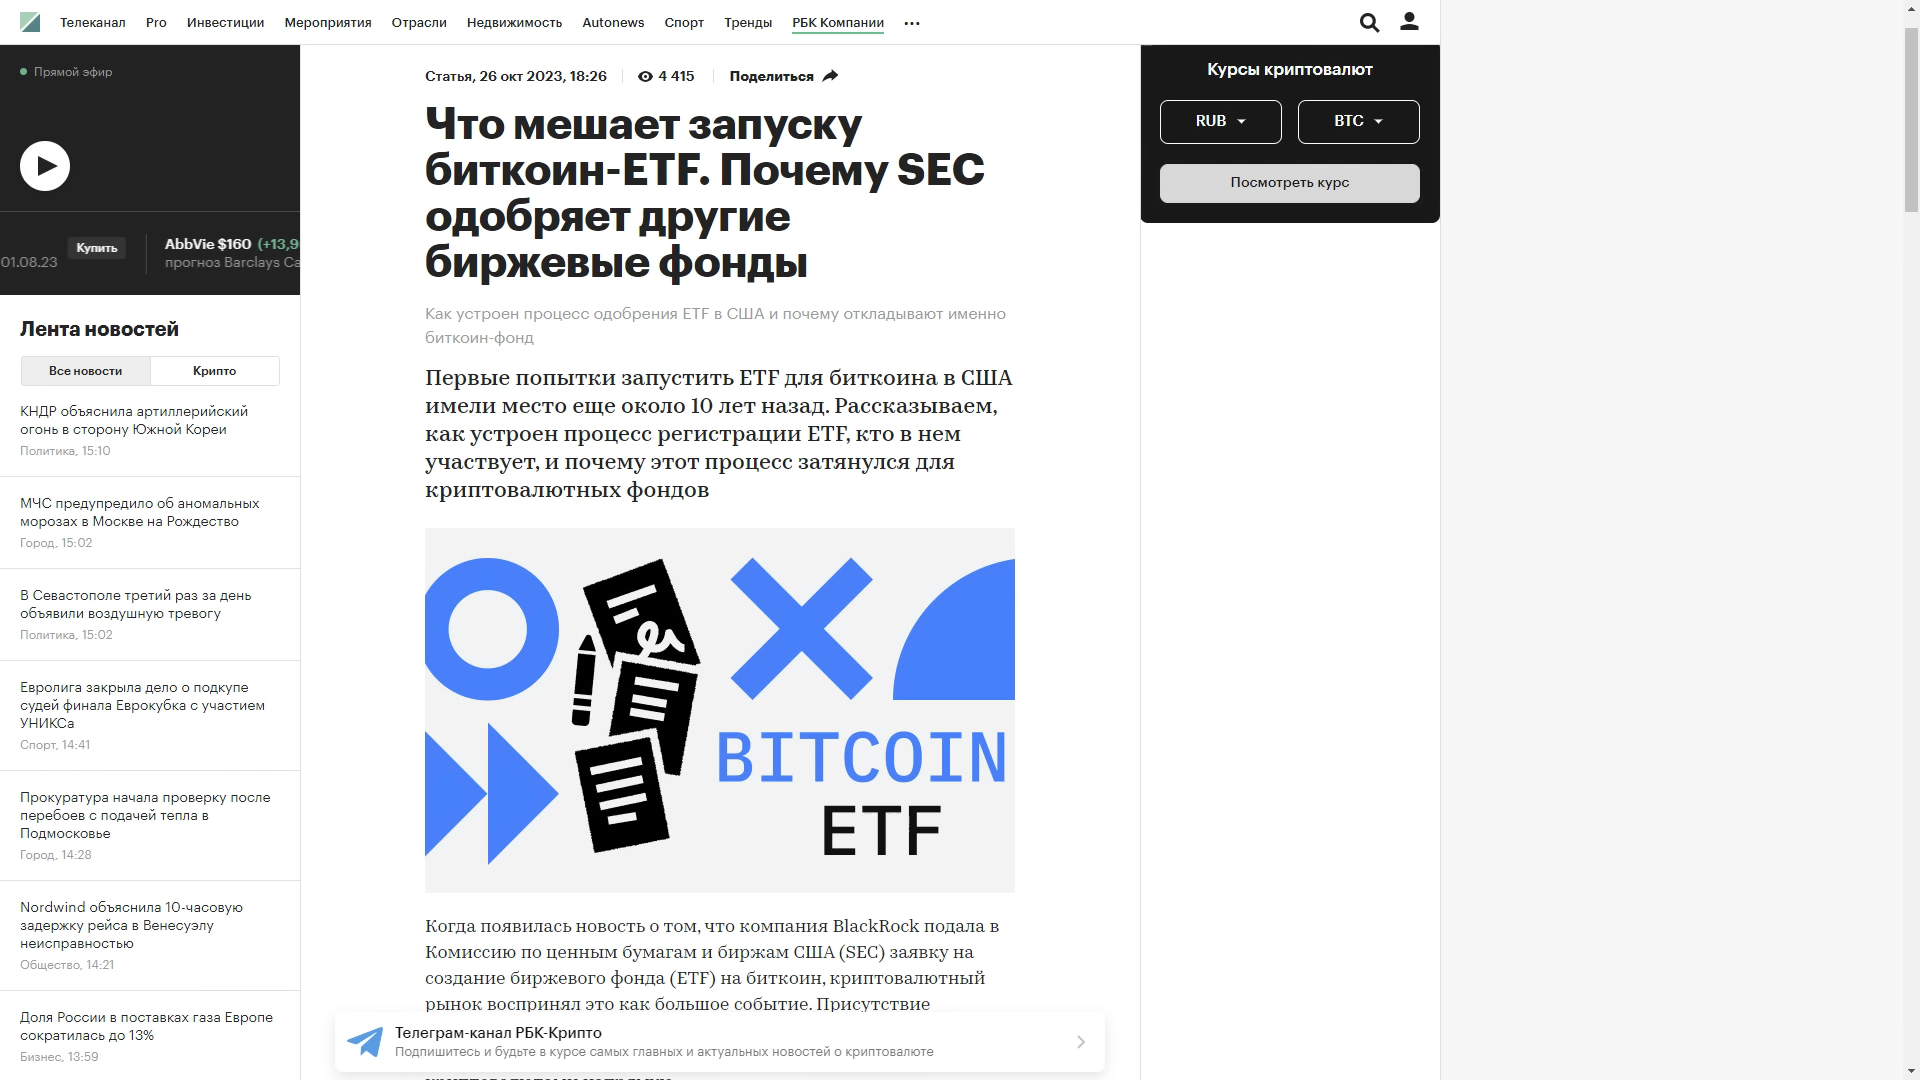 Телеканал Pro Инвестиции Мероприятия Отрасли Недвижимость Autonews Спорт Тренды РБК Компании
Прямой эфир
01.08.23
Купить
AbbVie $160 (+13,9
прогноз Barclays Ca
Лента новостей
Все новости Крипто
КНДР объяснила артиллерийский
огонь в сторону Южной Кореи
Политика, 15:10
МЧС предупредило об аномальных
морозах в Москве на Рождество
Город, 15:02
В Севастополе третий раз за день
объявили воздушную тревогу
Политика, 15:02
Евролига закрыла дело о подкупе
судей финала Еврокубка с участием
УНИКСа
Спорт, 14:41
Прокуратура начала проверку после
перебоев с подачей тепла в
Подмосковье
Город, 14:28
Nordwind объяснила 10-часовую
задержку рейса в Венесуэлу
неисправностью
Общество, 14:21
Доля России в поставках газа Европе
сократилась до 13%
Бизнес, 13:59
Статья, 26 окт 2023, 18:26 4 415 Поделиться
Что мешает запуску
биткоин-ETF. Почему SEC
одобряет другие
биржевые фонды
Как устроен процесс одобрения ETF в США и почему откладывают именно
биткоин-фонд
Первые попытки запустить ETF для биткоина в США
имели место еще около 10 лет назад. Рассказываем,
как устроен процесс регистрации ETF, кто в нем
участвует, и почему этот процесс затянулся для
криптовалютных фондов
BITCOIN
ETF
Когда появилась новость о том, что компания BlackRock подала в
Комиссию по ценным бумагам и биржам США (SEC) заявку на
создание биржевого фонда (ETF) на биткоин, криптовалютный
рынок воспринял это как большое событие. Присутствие
Телеграм-канал РБК-Крипто
Подпишитесь и будьте в курсе самых главных и актуальных новостей о криптовалюте
Курсы криптовалют
RUB BTC
Посмотреть курс